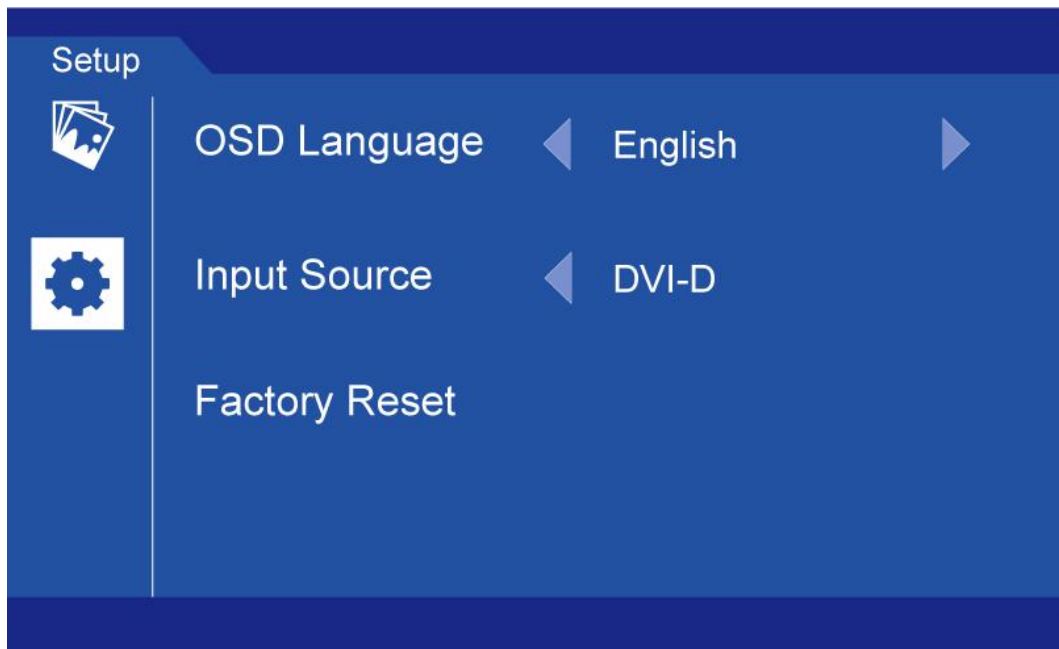 Setup
OSD Language English
Input Source DVI-D
Factory Reset